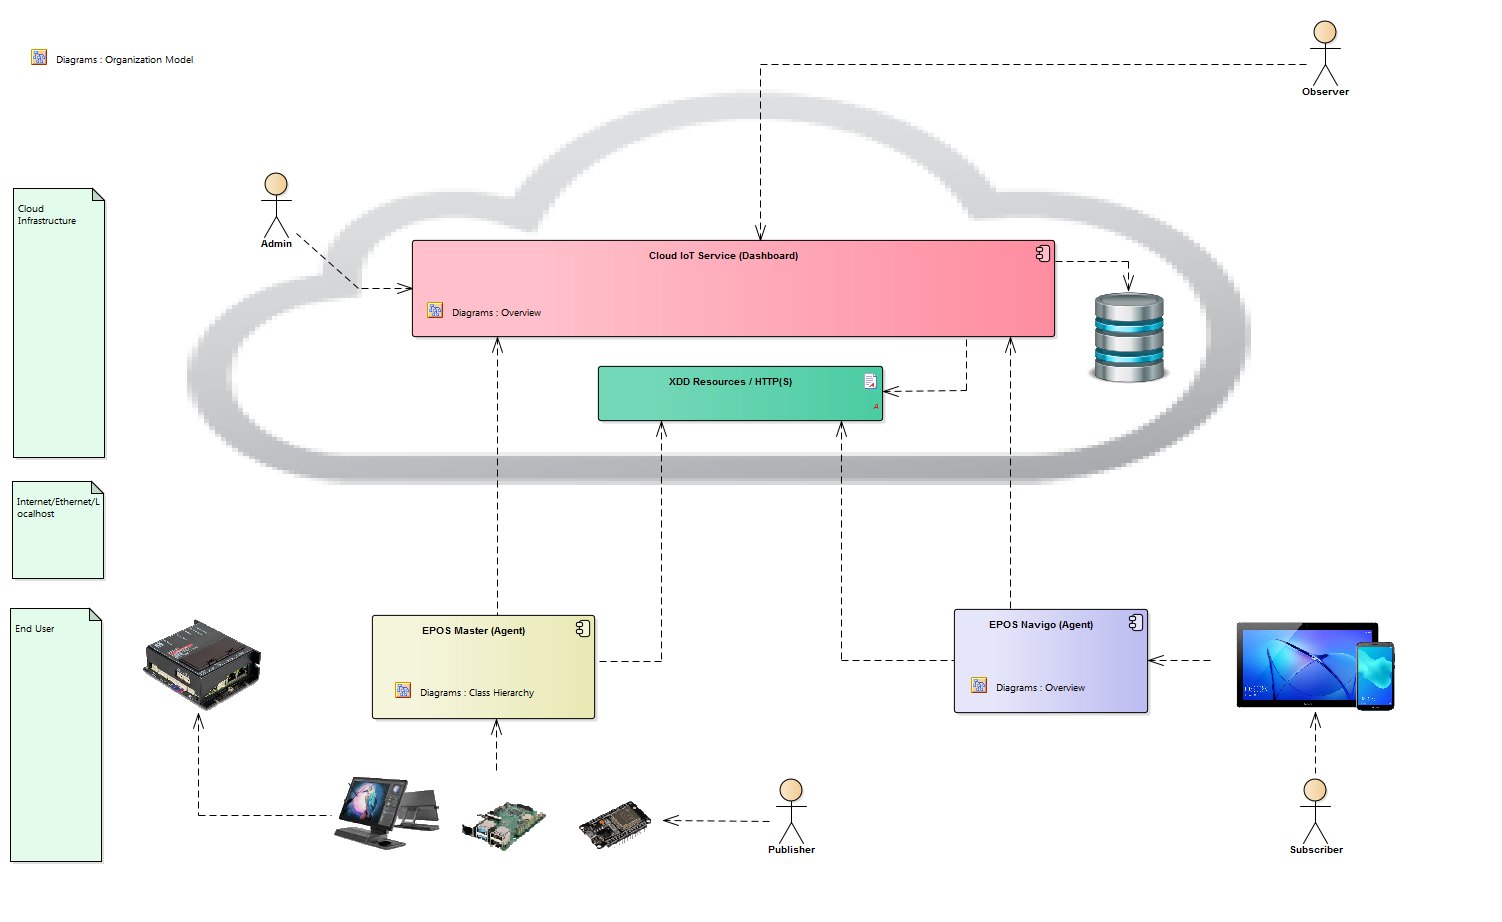 Diagrams : Organization Model
Observer
Cloud
Infrastructure
Admin
Cloud IoT Service (Dashboard)
Diagrams : Overview
XDD Resources / HTTP(S)
A
Internet/Ethernet/L
ocalhost
End User
EPOS Master (Agent)
Diagrams : Class Hierarchy
EPOS Navigo (Agent)
Diagrams : Overview
Publisher
Subscriber